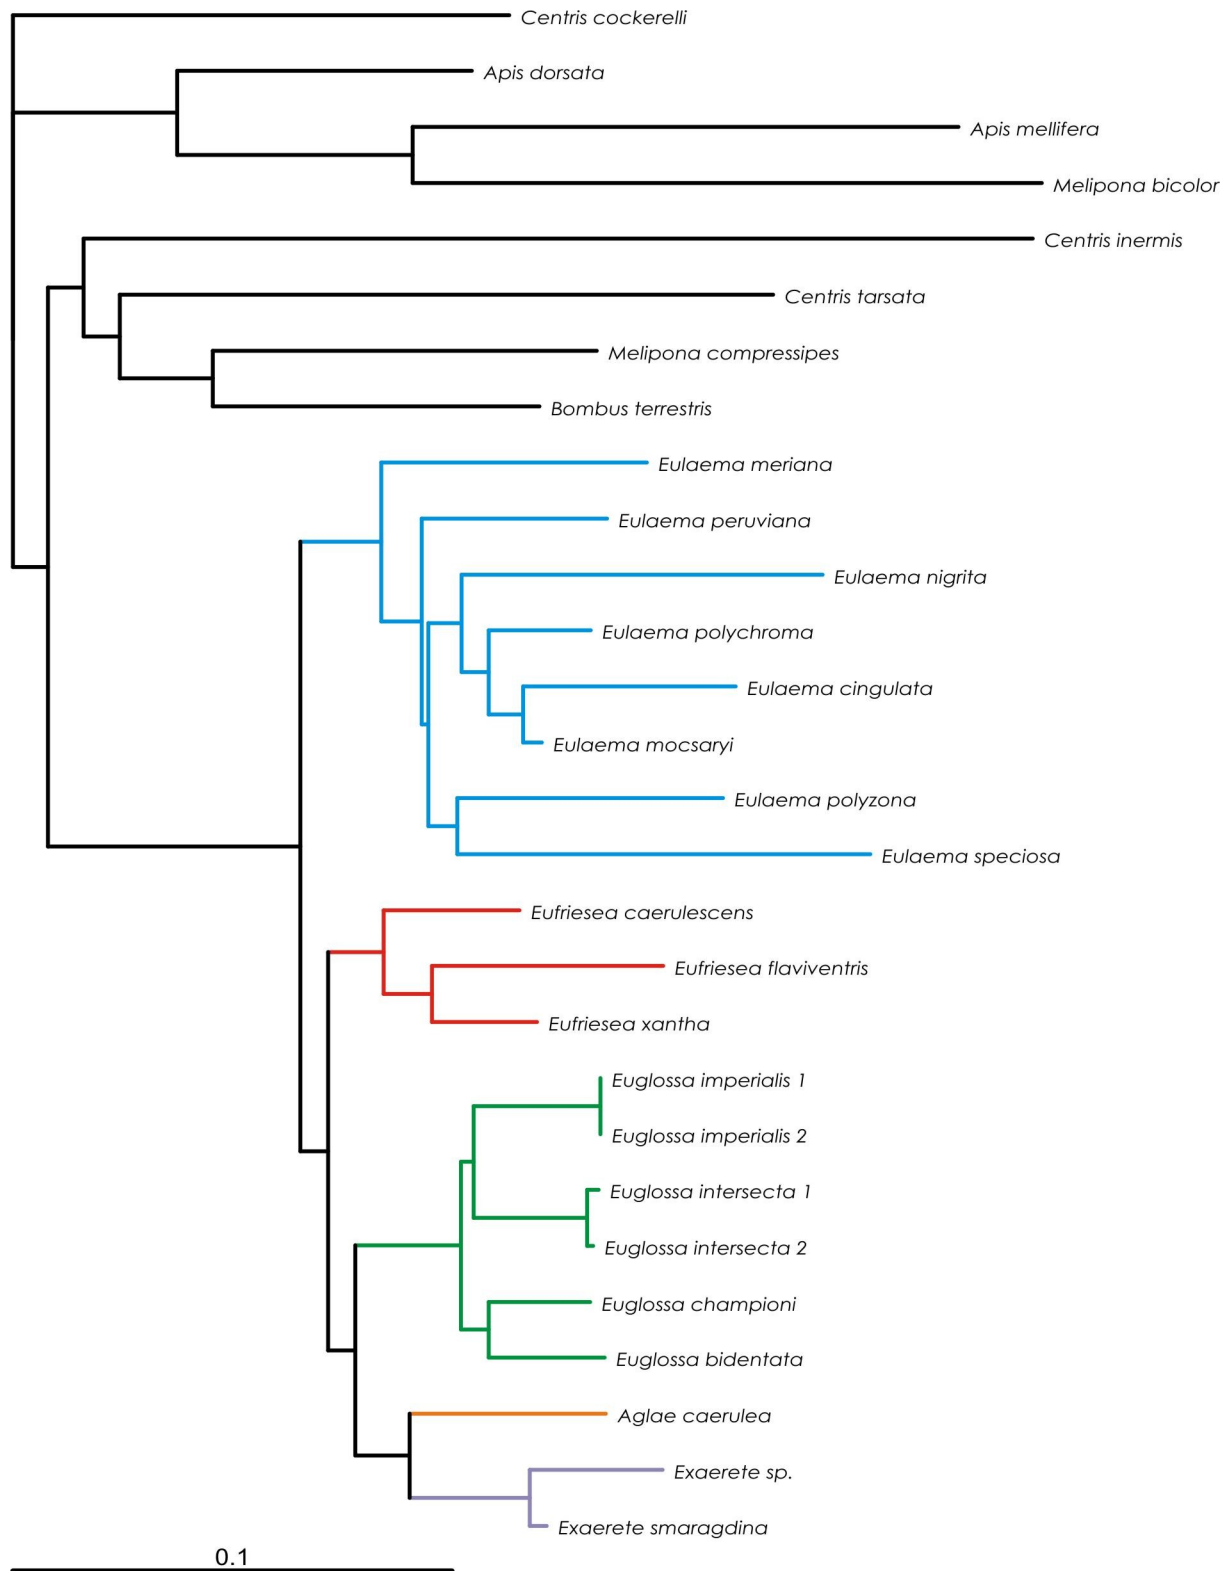 Centris cockerelli
Apis dorsata
Apis mellifera
Melipona bicolor
Centris inermis
Centris tarsata
Melipona compressipes
Bombus terrestris
Eulaema meriana
Eulaema peruviana
Eulaema nigrita
Eulaema polychroma
Eulaema cingulata
Eulaema mocsaryi
Eulaema polyzona
Eulaema speciosa
Eufriesea caerulescens
Eufriesea flaviventris
Eufriesea xantha
Euglossa imperialis 1
Euglossa imperialis 2
Euglossa intersecta 1
Euglossa intersecta 2
Euglossa championi
Euglossa bidentata
Aglae caerulea
Exaerete sp.
Exaerete smaragdina
0.1